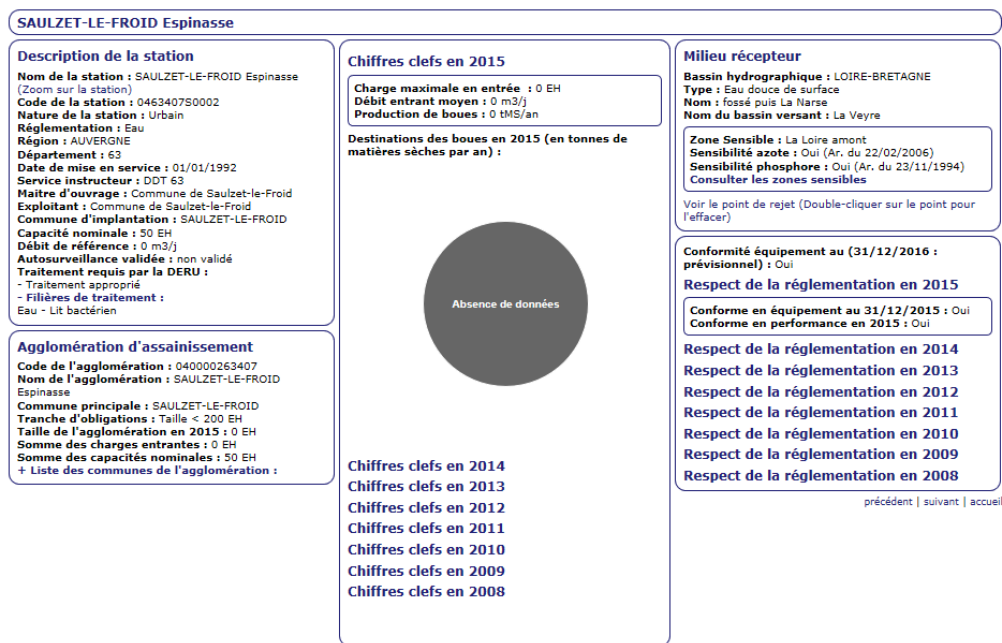 SAULZET-LE-FROID Espinasse
Description de la station
Nom de la station : SAULZET-LE-FROID Espinasse
(Zoom sur la station)
Code de la station : 0463407S0002
Nature de la station : Urbain
Réglementation : Eau
Région : AUVERGNE
Département : 63
Date de mise en service : 01/01/1992
Service instructeur : DDT 63
Maitre d'ouvrage : Commune de Saulzet-le-Froid
Exploitant : Commune de Saulzet-le-Froid
Commune d'implantation : SAULZET-LE-FROID
Capacité nominale : 50 EH
Débit de référence : 0 m3/j
Autosurveillance validée : non validé
Traitement requis par la DERU :
- Traitement approprié
- Filières de traitement :
Eau - Lit bactérien
Agglomération d'assainissement
Code de l'agglomération : 040000263407
Nom de l'agglomération : SAULZET-LE-FROID
Espinasse
Commune principale : SAULZET-LE-FROID
Tranche d'obligations : Taille < 200 EH
Taille de l'agglomération en 2015 : 0 EH
Somme des charges entrantes : 0 EH
Somme des capacités nominales : 50 EH
+ Liste des communes de l'agglomération :
Chiffres clefs en 2015
Charge maximale en entrée : 0 EH
Débit entrant moyen : 0 m3/j
Production de boues : 0 tMS/an
Destinations des boues en 2015 (en tonnes de
matières sèches par an) :
Absence de données
Chiffres clefs en 2014
Chiffres clefs en 2013
Chiffres clefs en 2012
Chiffres clefs en 2011
Chiffres clefs en 2010
Chiffres clefs en 2009
Chiffres clefs en 2008
Milieu récepteur
Bassin hydrographique : LOIRE-BRETAGNE
Type : Eau douce de surface
Nom : fossé puis La Narse
Nom du bassin versant : La Veyre
Zone Sensible : La Loire amont
Sensibilité azote : Oui (Ar. du 22/02/2006)
Sensibilité phosphore : Oui (Ar. du 23/11/1994)
Consulter les zones sensibles
Voir le point de rejet (Double-cliquer sur le point pour
l'effacer)
Conformité équipement au (31/12/2016 :
prévisionnel) : Oui
Respect de la réglementation en 2015
Conforme en équipement au 31/12/2015 : Oui
Conforme en performance en 2015 : Oui
Respect de la réglementation en 2014
Respect de la réglementation en 2013
Respect de la réglementation en 2012
Respect de la réglementation en 2011
Respect de la réglementation en 2010
Respect de la réglementation en 2009
Respect de la réglementation en 2008
précédent | suivant | accueil